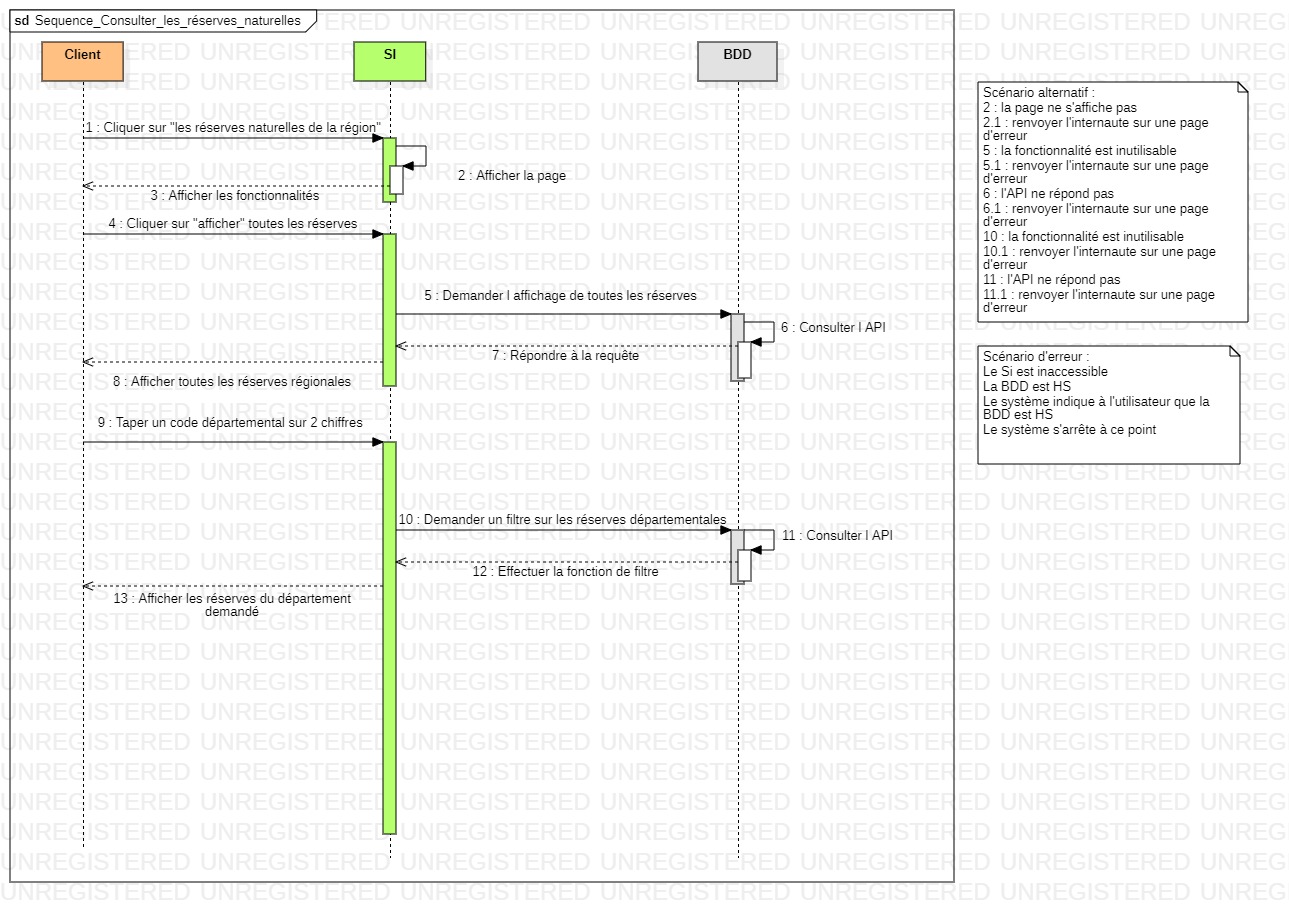 sd Sequence_Consulter_les_réserves_naturelles
Client
SI
BDD
1 : Cliquer sur "les réserves naturelles de la région"
2 : Afficher la page
3 : Afficher les fonctionnalités
4 : Cliquer sur "afficher" toutes les réserves
5 : Demander l affichage de toutes les réserves
6 : Consulter l API
7 : Répondre à la requête
8 : Afficher toutes les réserves régionales
9 : Taper un code départemental sur 2 chiffres
10 : Demander un filtre sur les réserves départementales
11 : Consulter l API
12 : Effectuer la fonction de filtre
13 : Afficher les réserves du département
demandé
Scénario alternatif :
2 : la page ne s'affiche pas
2.1 : renvoyer l'internaute sur une page
d'erreur
5 : la fonctionnalité est inutilisable
5.1 : renvoyer l'internaute sur une page
d'erreur
6 : l'API ne répond pas
6.1 : renvoyer l'internaute sur une page
d'erreur
10 : la fonctionnalité est inutilisable
10.1 : renvoyer l'internaute sur une page
d'erreur
11 : l'API ne répond pas
11.1 : renvoyer l'internaute sur une page
d'erreur
Scénario d'erreur :
Le Si est inaccessible
La BDD est HS
Le système indique à l'utilisateur que la
BDD est HS
Le système s'arrête à ce point
UNREGISTERED